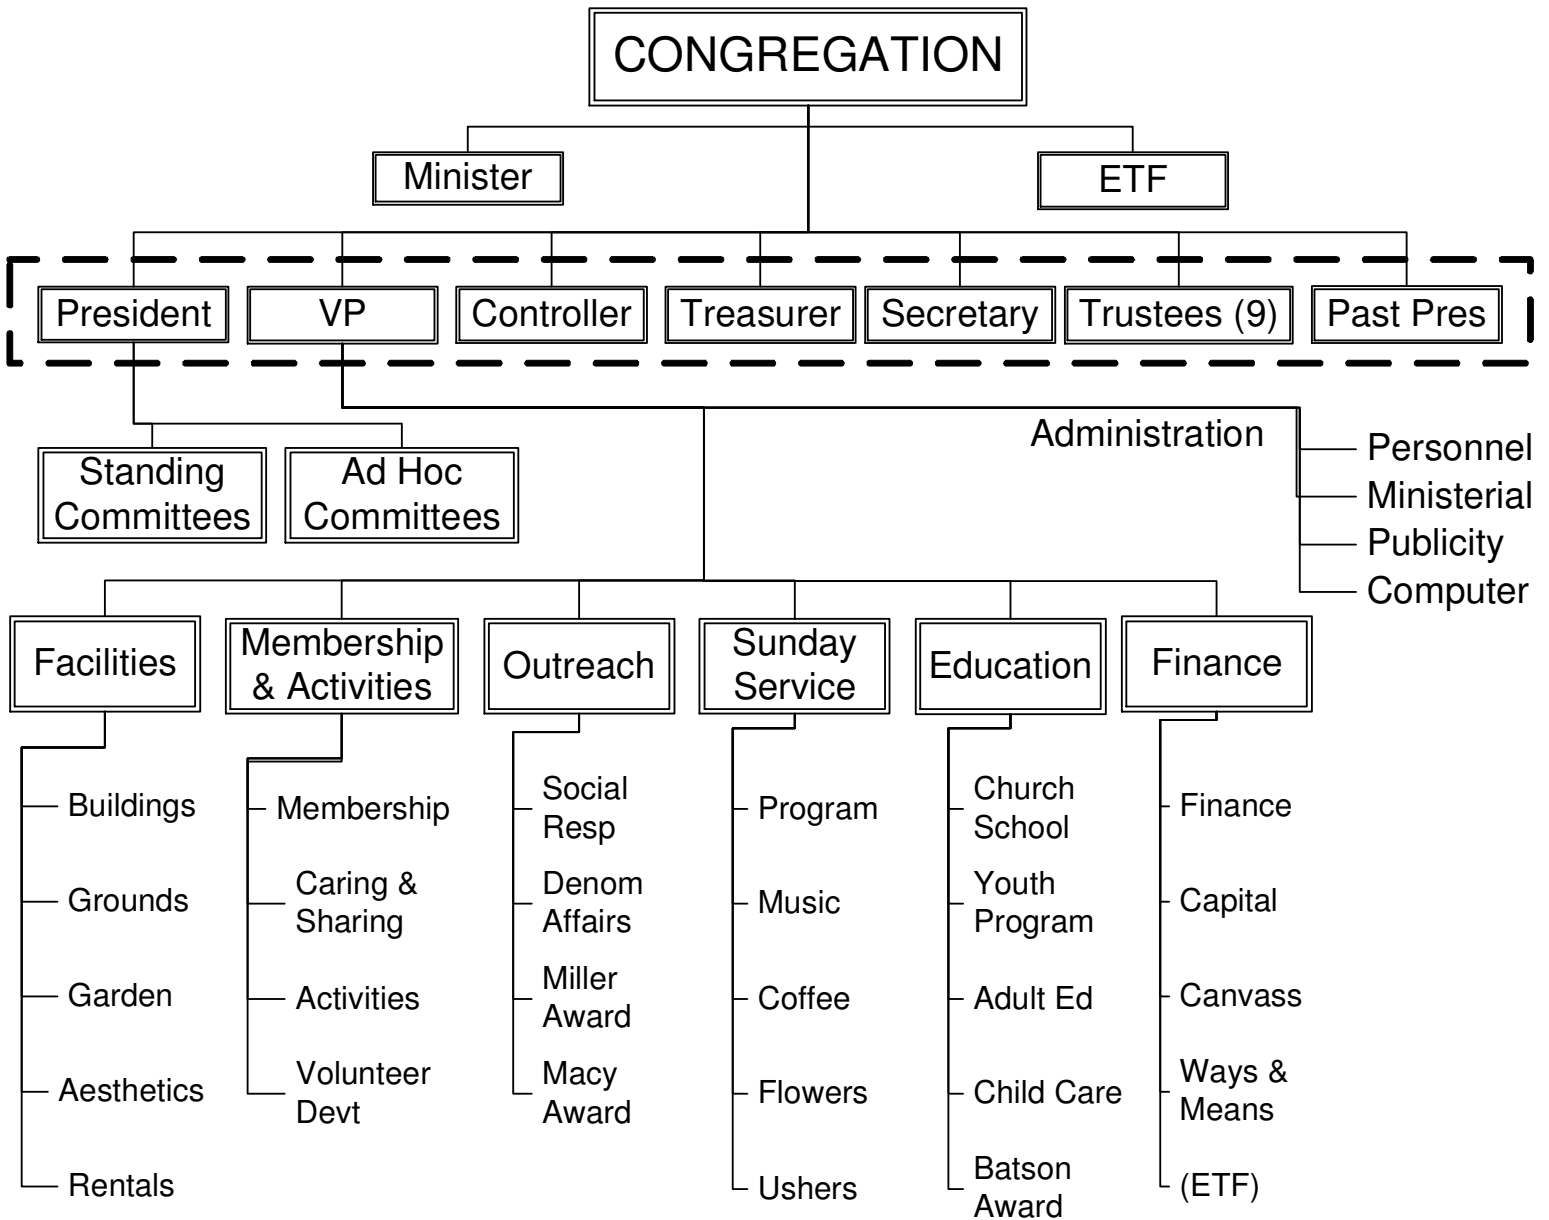 CONGREGATION
Minister
ETF
President
VP
Controller
Treasurer
Secretary
Trustees (9)
Past Pres
Administration
Personnel
Ministerial
Publicity
Computer
Standing
Committees
Ad Hoc
Committees
Facilities
Membership
& Activities
Outreach
Sunday
Service
Education
Finance
Buildings
Grounds
Garden
Aesthetics
Rentals
Membership
Caring &
Sharing
Activities
Volunteer
Devt
Social
Resp
Denom
Affairs
Miller
Award
Macy
Award
Program
Music
Coffee
Flowers
Ushers
Church
School
Youth
Program
Adult Ed
Child Care
Batson
Award
Finance
Capital
Canvass
Ways &
Means
(ETF)